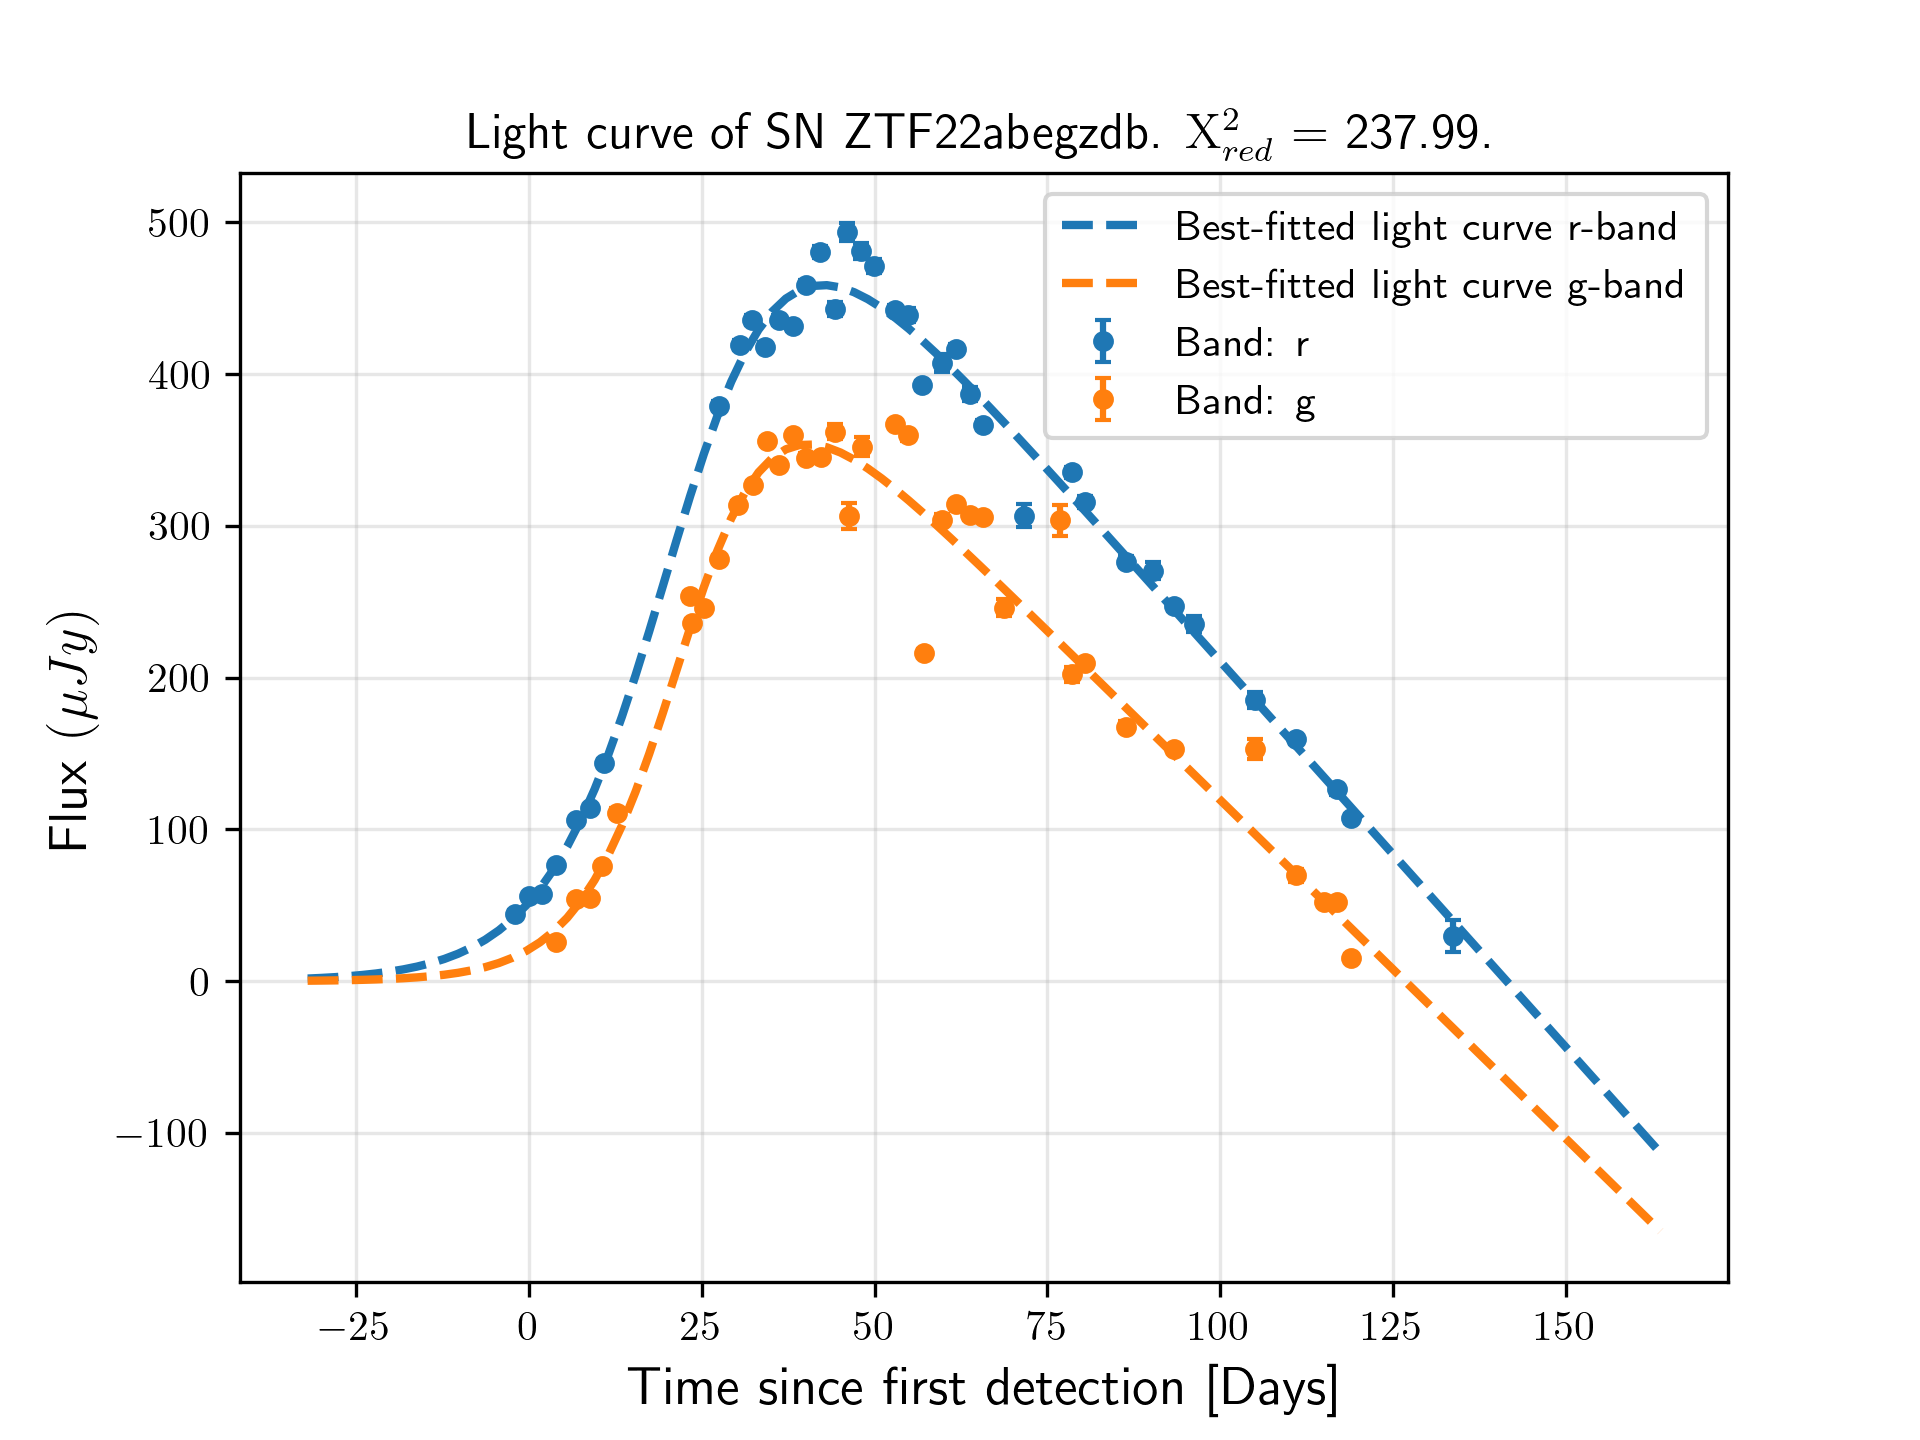 Light curve of SN ZTF22abegzdb. X²_red = 237.99.
Best-fitted light curve r-band
Best-fitted light curve g-band
Band: r
Band: g
Flux (μJy)
500
400
300
200
100
0
−100
−25 0 25 50 75 100 125 150
Time since first detection [Days]